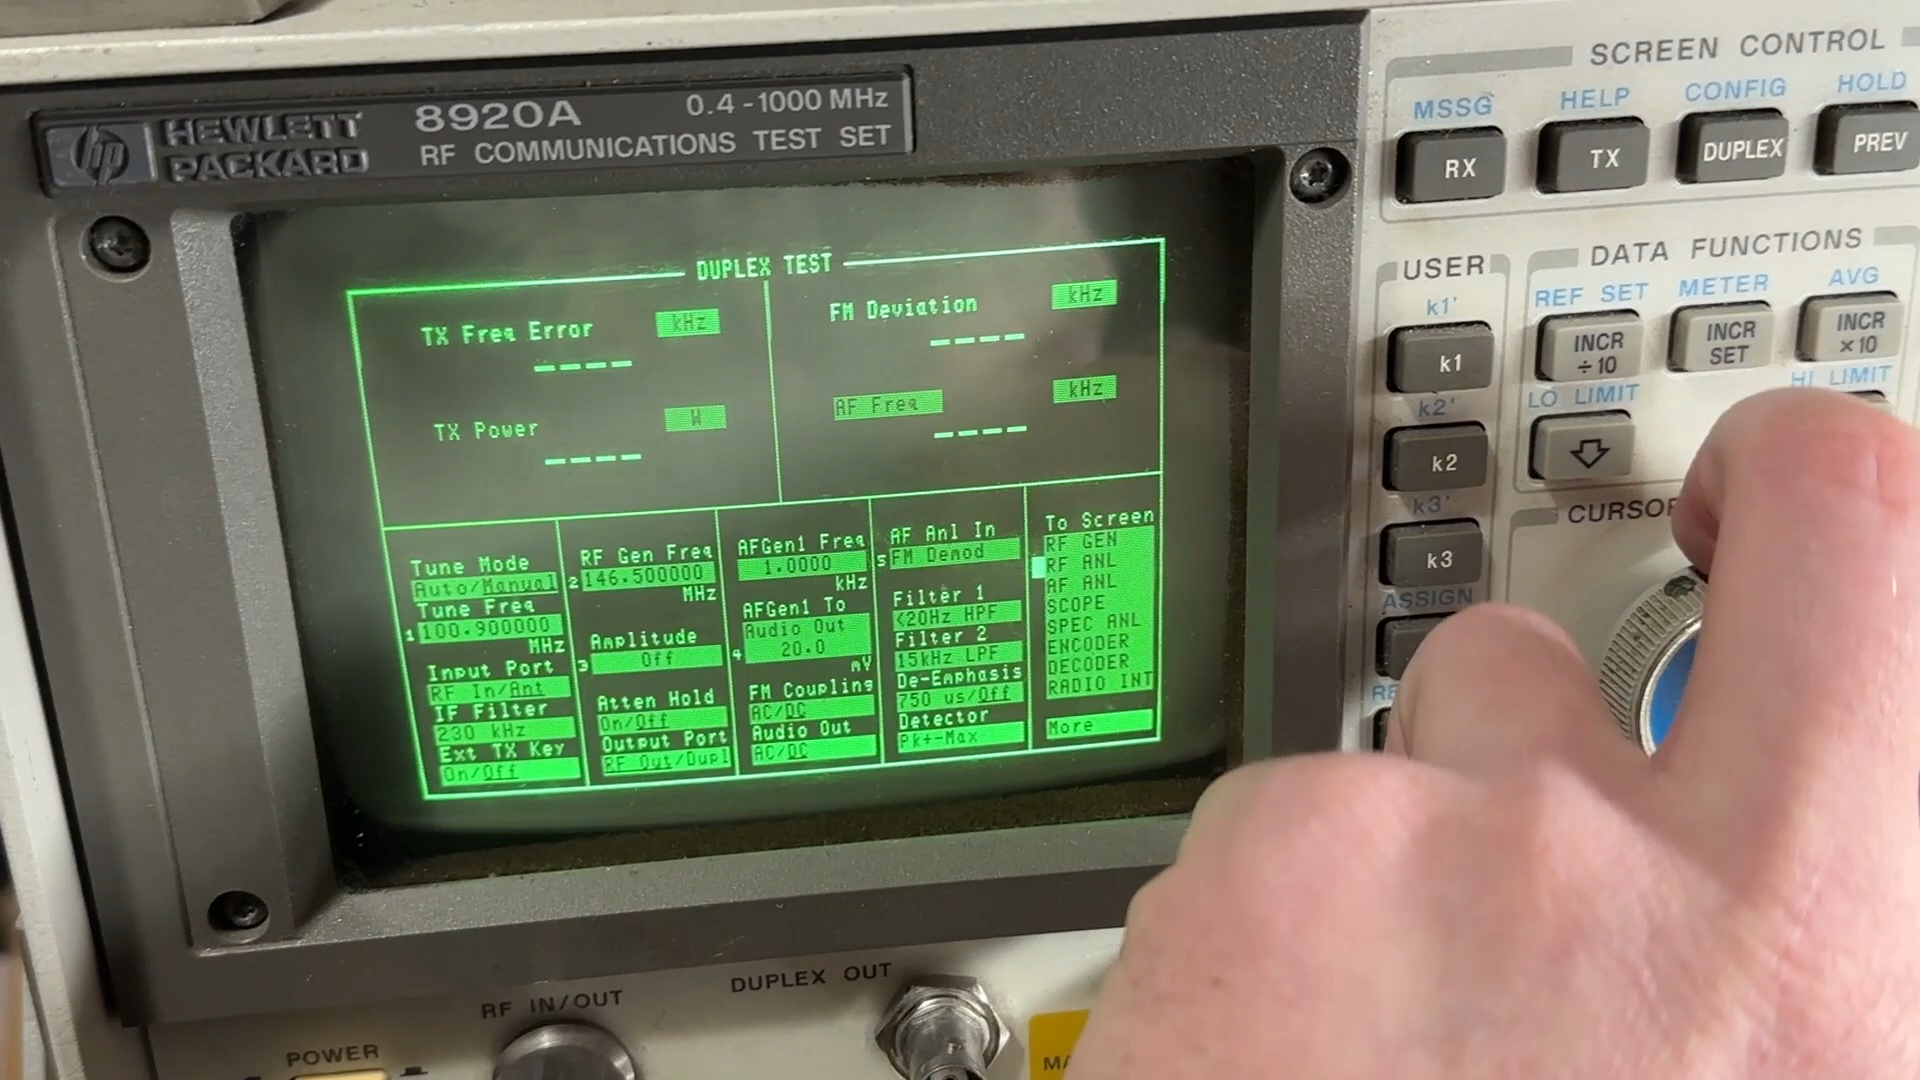 HEWLETT
PACKARD
8920A 0.4-1000 MHz
RF COMMUNICATIONS TEST SET
DUPLEX TEST
TX Freq Error kHz
----
FM Deviation kHz
----
TX Power W
----
AF Freq kHz
----
Tune Mode
Auto/Manual
Tune Freq
1 100.900000
MHz
Input Port
RF In/Ant
IF Filter
230 kHz
Ext TX Key
On/Off
RF Gen Freq
2 146.500000
MHz
Amplitude
3 Off
Atten Hold
On/Off
Output Port
RF Out/Dupl
AFGen1 Freq
1.0000
kHz
AFGen1 To
Audio Out
4 20.0
mV
FM Coupling
AC/DC
Audio Out
AC/DC
AF Anl In
5 FM Demod
Filter 1
<20Hz HPF
Filter 2
15kHz LPF
De-Emphasis
750 us/Off
Detector
Pk+-Max
To Screen
RF GEN
RF ANL
AF ANL
SCOPE
SPEC ANL
ENCODER
DECODER
RADIO INT
More
SCREEN CONTROL
MSSG HELP CONFIG HOLD
RX TX DUPLEX PREV
USER
k1'
k1
k2'
k2
k3'
k3
ASSIGN
DATA FUNCTIONS
REF SET METER AVG
INCR ÷10
INCR SET
INCR ×10
LO LIMIT HI LIMIT
CURSOR
RF IN/OUT
DUPLEX OUT
POWER